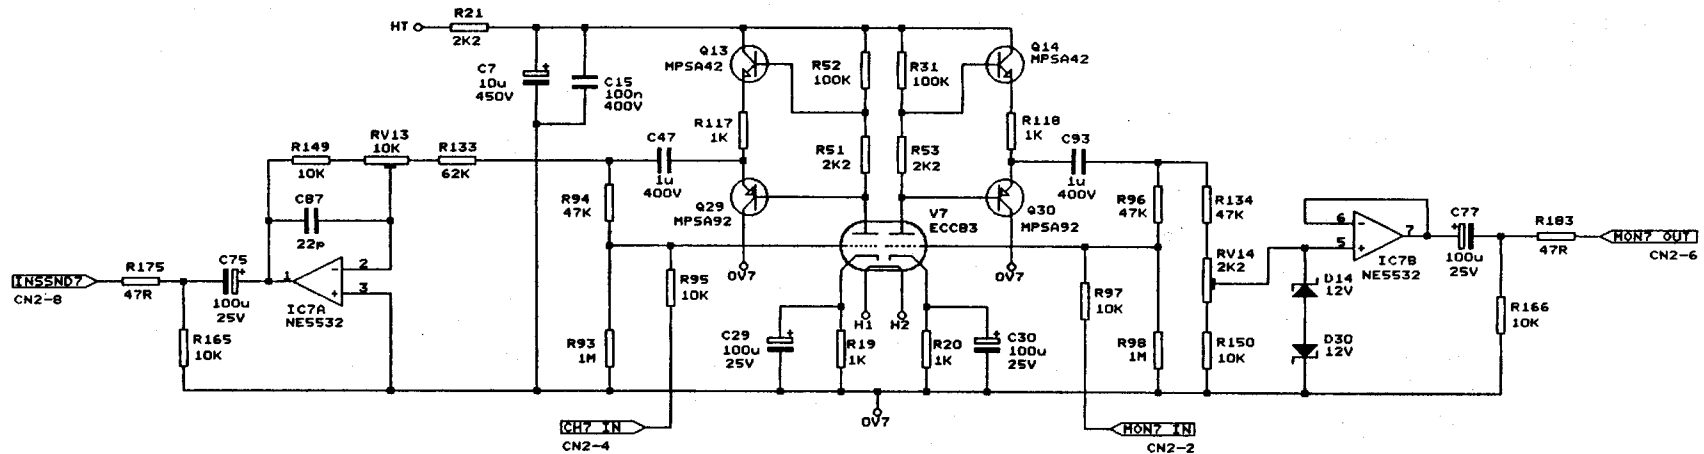 HT
R21
2K2
C7
10u
450V
+
C15
100n
400V
Q13
MPSA42
R52
100K
R31
100K
Q14
MPSA42
R117
1K
R118
1K
R51
2K2
R53
2K2
C47
1u
400V
C93
1u
400V
R149
10K
RV13
10K
R133
62K
C87
22p
R94
47K
Q29
MPSA92
V7
ECC83
Q30
MPSA92
R96
47K
R134
47K
RV14
2K2
INSSND7
CN2-8
R175
47R
C75
100u
25V
+
1
2
3
-
+
IC7A
NE5532
R165
10K
0V7
R95
10K
R93
1M
C29
100u
25V
+
R19
1K
H1
H2
R20
1K
C30
100u
25V
+
0V7
R97
10K
R98
1M
R150
10K
D14
12V
D30
12V
6
5
7
-
+
IC7B
NE5532
C77
100u
25V
+
R183
47R
MON7 OUT
CN2-6
R166
10K
CH7 IN
CN2-4
0V7
MON7 IN
CN2-2